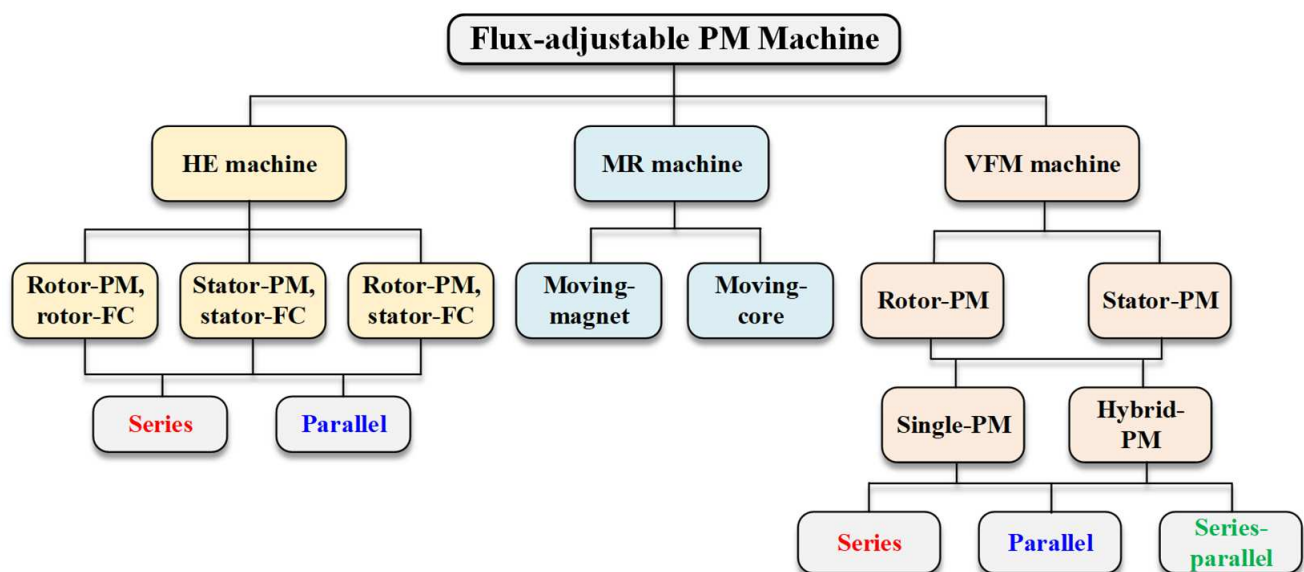 Flux-adjustable PM Machine
HE machine
MR machine
VFM machine
Rotor-PM,
rotor-FC
Stator-PM,
stator-FC
Rotor-PM,
stator-FC
Moving-
magnet
Moving-
core
Rotor-PM
Stator-PM
Series
Parallel
Single-PM
Hybrid-
PM
Series
Parallel
Series-
parallel